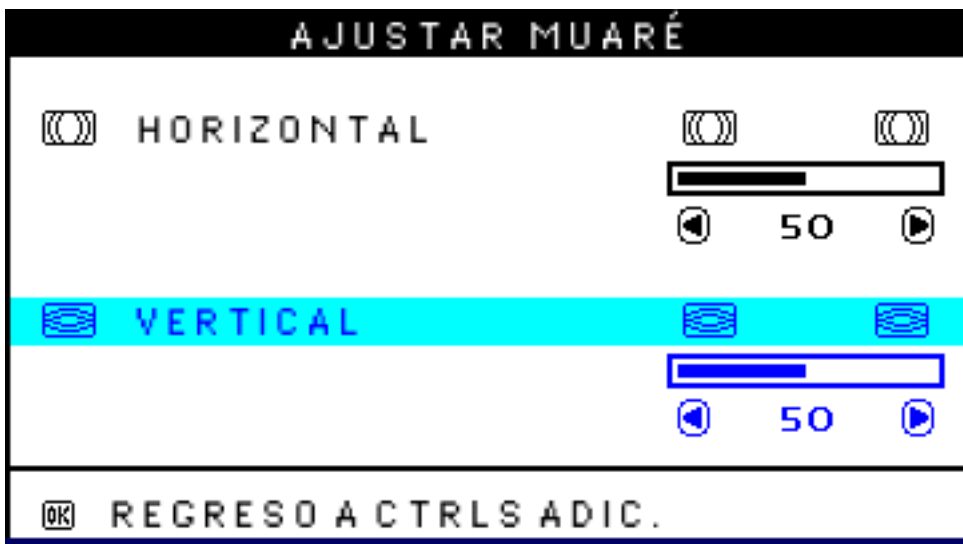 AJUSTAR MUARÉ
HORIZONTAL
50
VERTICAL
50
OK REGRESO A CTRLS ADIC.